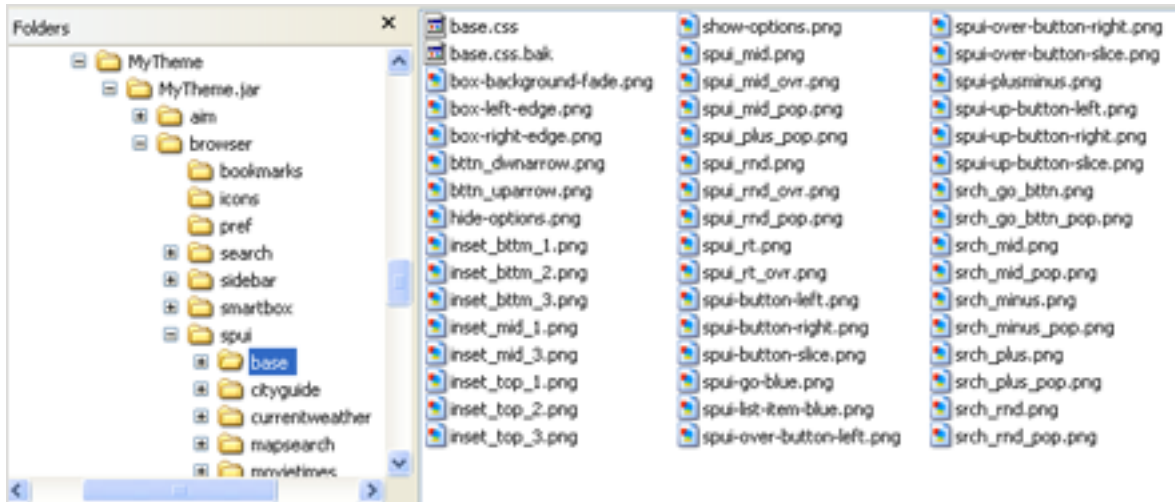 Folders
MyTheme
MyTheme.jar
aim
browser
bookmarks
icons
pref
search
sidebar
smartbox
spui
base
cityguide
currentweather
mapsearch
movietimes
base.css
base.css.bak
box-background-fade.png
box-left-edge.png
box-right-edge.png
bttn_dwnarrow.png
bttn_uparrow.png
hide-options.png
inset_bttm_1.png
inset_bttm_2.png
inset_bttm_3.png
inset_mid_1.png
inset_mid_3.png
inset_top_1.png
inset_top_2.png
inset_top_3.png
show-options.png
spui_mid.png
spui_mid_ovr.png
spui_mid_pop.png
spui_plus_pop.png
spui_rnd.png
spui_rnd_ovr.png
spui_rnd_pop.png
spui_rt.png
spui_rt_ovr.png
spui-button-left.png
spui-button-right.png
spui-button-slice.png
spui-go-blue.png
spui-list-item-blue.png
spui-over-button-left.png
spui-over-button-right.png
spui-over-button-slice.png
spui-plusminus.png
spui-up-button-left.png
spui-up-button-right.png
spui-up-button-slice.png
srch_go_bttn.png
srch_go_bttn_pop.png
srch_mid.png
srch_mid_pop.png
srch_minus.png
srch_minus_pop.png
srch_plus.png
srch_plus_pop.png
srch_rnd.png
srch_rnd_pop.png